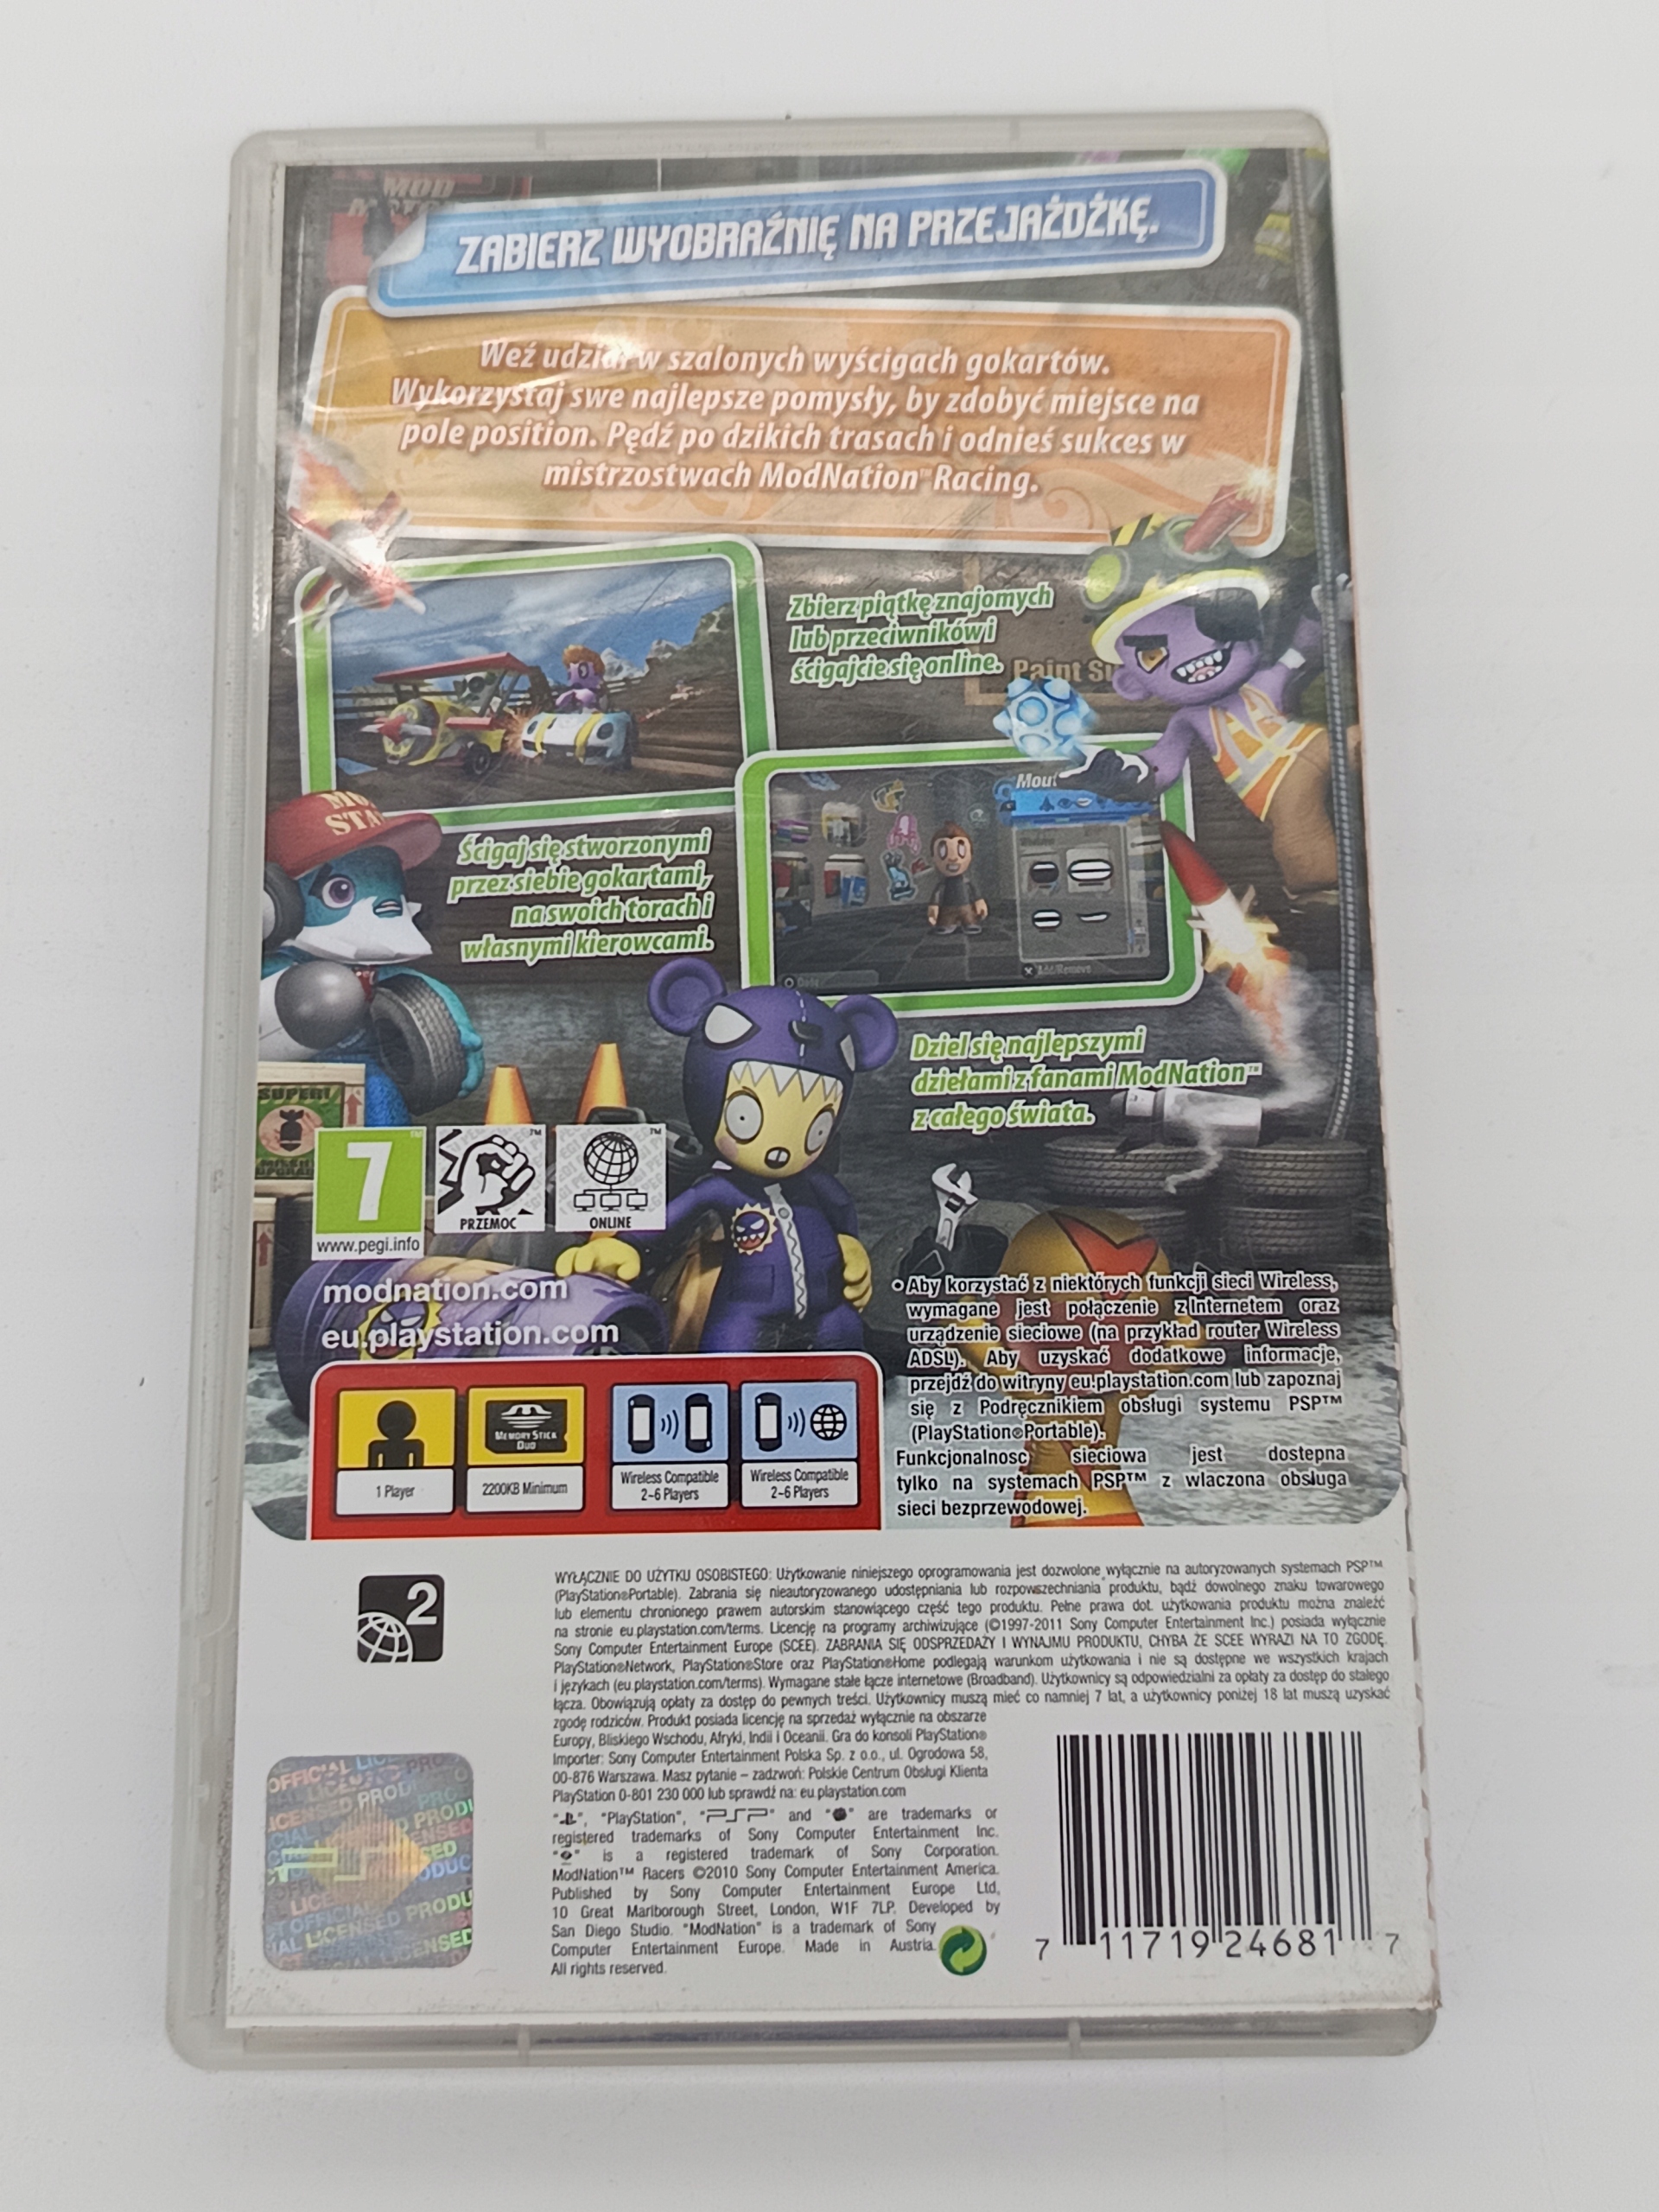 MOD
ZABIERZ WYOBRAŹNIĘ NA PRZEJAŻDŻKĘ.
Weź udział w szalonych wyścigach gokartów.
Wykorzystaj swe najlepsze pomysły, by zdobyć miejsce na
pole position. Pędź po dzikich trasach i odnieś sukces w
mistrzostwach ModNation™ Racing.
Zbierz piątkę znajomych
lub przeciwników i
ścigajcie się online.
Paint
Ścigaj się stworzonymi
przez siebie gokartami,
na swoich torach i
własnymi kierowcami.
Add/Remove
Dziel się najlepszymi
dziełami z fanami ModNation™
z całego świata.
SUPER!
7
www.pegi.info
PRZEMOC
ONLINE
modnation.com
eu.playstation.com
• Aby korzystać z niektórych funkcji sieci Wireless,
wymagane jest połączenie z Internetem oraz
urządzenie sieciowe (na przykład router Wireless
ADSL). Aby uzyskać dodatkowe informacje,
przejdź do witryny eu.playstation.com lub zapoznaj
się z Podręcznikiem obsługi systemu PSP™
(PlayStation®Portable).
Funkcjonalnosc sieciowa jest dostepna
tylko na systemach PSP™ z wlaczona obsługa
sieci bezprzewodowej.
MEMORY STICK
DUO
1 Player
2200KB Minimum
Wireless Compatible
2-6 Players
Wireless Compatible
2-6 Players
2
WYŁĄCZNIE DO UŻYTKU OSOBISTEGO: Użytkowanie niniejszego oprogramowania jest dozwolone wyłącznie na autoryzowanych systemach PSP™
(PlayStation®Portable). Zabrania się nieautoryzowanego udostępniania lub rozpowszechniania produktu, bądź dowolnego znaku towarowego
lub elementu chronionego prawem autorskim stanowiącego część tego produktu. Pełne prawa dot. użytkowania produktu można znaleźć
na stronie eu.playstation.com/terms. Licencję na programy archiwizujące (©1997-2011 Sony Computer Entertainment Inc.) posiada wyłącznie
Sony Computer Entertainment Europe (SCEE). ZABRANIA SIĘ ODSPRZEDAŻY I WYNAJMU PRODUKTU, CHYBA ŻE SCEE WYRAZI NA TO ZGODĘ.
PlayStation®Network, PlayStation®Store oraz PlayStation®Home podlegają warunkom użytkowania i nie są dostępne we wszystkich krajach
i językach (eu.playstation.com/terms). Wymagane stałe łącze internetowe (Broadband). Użytkownicy są odpowiedzialni za opłaty za dostęp do stałego
łącza. Obowiązują opłaty za dostęp do pewnych treści. Użytkownicy muszą mieć co namniej 7 lat, a użytkownicy poniżej 18 lat muszą uzyskać
zgodę rodziców. Produkt posiada licencję na sprzedaż wyłącznie na obszarze
Europy, Bliskiego Wschodu, Afryki, Indii i Oceanii. Gra do konsoli PlayStation®
Importer: Sony Computer Entertainment Polska Sp. z o.o., ul. Ogrodowa 58,
00-876 Warszawa. Masz pytanie – zadzwoń: Polskie Centrum Obsługi Klienta
PlayStation 0-801 230 000 lub sprawdź na: eu.playstation.com
"", "PlayStation", "PSP" and "" are trademarks or
registered trademarks of Sony Computer Entertainment Inc.
"" is a registered trademark of Sony Corporation.
ModNation™ Racers ©2010 Sony Computer Entertainment America.
Published by Sony Computer Entertainment Europe Ltd,
10 Great Marlborough Street, London, W1F 7LP. Developed by
San Diego Studio. "ModNation" is a trademark of Sony
Computer Entertainment Europe. Made in Austria.
All rights reserved.
OFFICIAL LICENSED PRODUCT
7 11719 24681 7